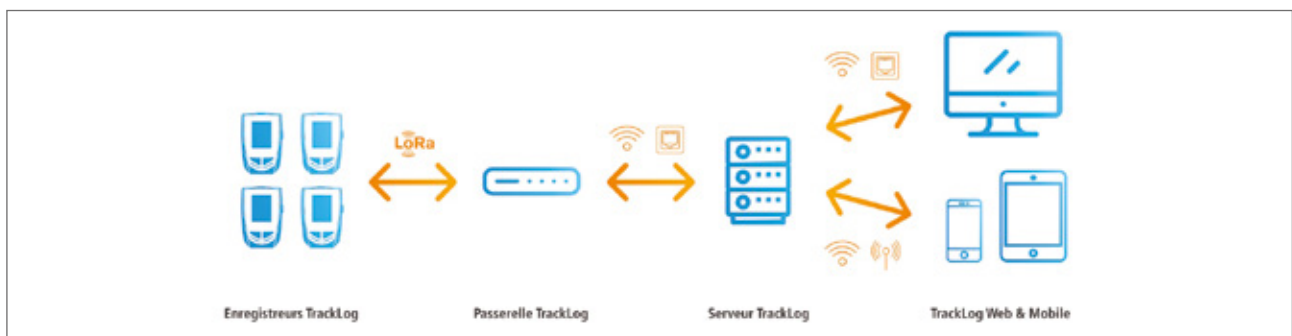 LoRa
Enregistreurs TrackLog
Passerelle TrackLog
Serveur TrackLog
TrackLog Web & Mobile